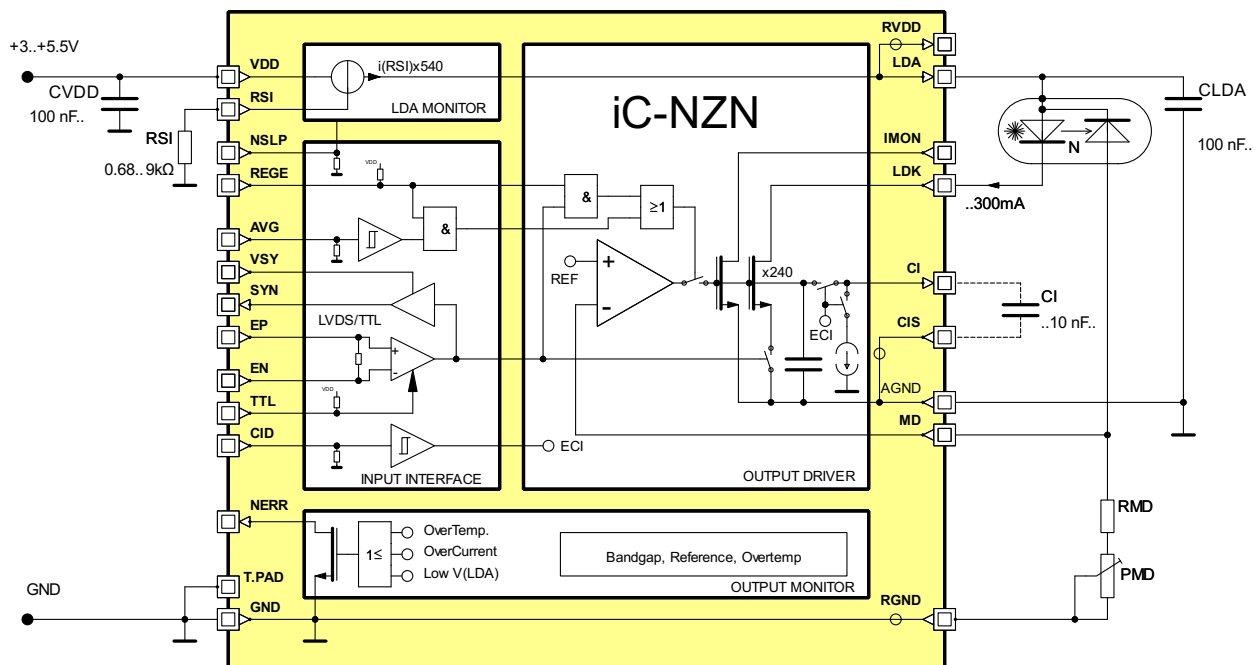 RVDD
+3..+5.5V
VDD
i(RSI)x540
LDA
CVDD
iC-NZN
CLDA
RSI
LDA MONITOR
100 nF..
RSI
NSLP
IMON
N
100 nF..
0.68.. 9kΩ
VDD
REGE
&
LDK
≥1
..300mA
AVG
&
VSY
REF
+
x240
CI
SYN
-
CI
LVDS/TTL
ECI
..10 nF..
EP
CIS
+
-
EN
VDD
AGND
TTL
MD
CID
ECI
INPUT INTERFACE
OUTPUT DRIVER
NERR
RMD
OverTemp.
1≤
OverCurrent
Bandgap, Reference, Overtemp
Low V(LDA)
PMD
T.PAD
OUTPUT MONITOR
GND
GND
RGND